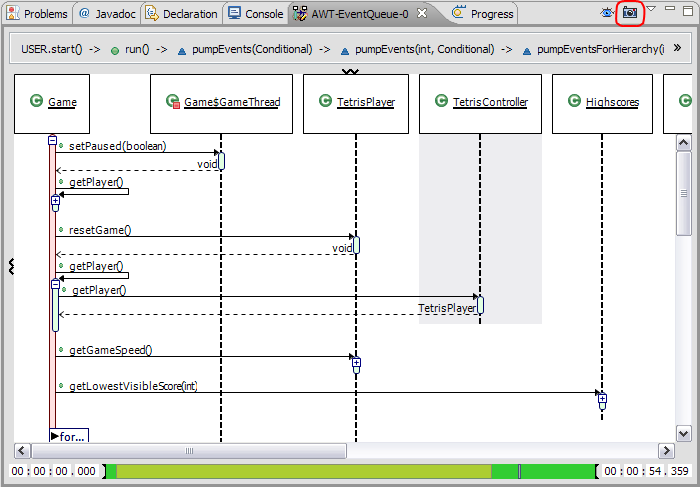 Problems @ Javadoc Declaration Console AWT-EventQueue-0 Progress
USER.start() -> run() -> pumpEvents(Conditional) -> pumpEvents(int, Conditional) -> pumpEventsForHierarchy(i »
Game Game$GameThread TetrisPlayer TetrisController Highscores
setPaused(boolean)
void
getPlayer()
resetGame()
void
getPlayer()
getPlayer()
TetrisPlayer
getGameSpeed()
getLowestVisibleScore(int)
for...
00:00:00.000 00:00:54.359